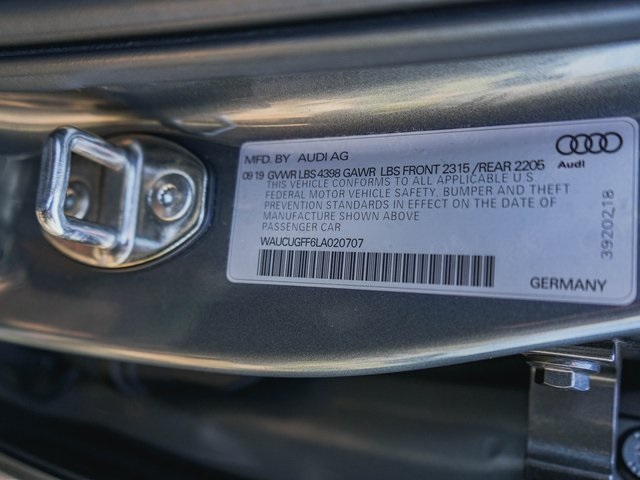 MFD. BY AUDI AG
Audi
09 19 GVWR LBS 4398 GAWR LBS FRONT 2315 /REAR 2205
THIS VEHICLE CONFORMS TO ALL APPLICABLE U S
FEDERAL MOTOR VEHICLE SAFETY, BUMPER AND THEFT
PREVENTION STANDARDS IN EFFECT ON THE DATE OF
MANUFACTURE SHOWN ABOVE
PASSENGER CAR
WAUCUGFF6LA020707
3920218
GERMANY